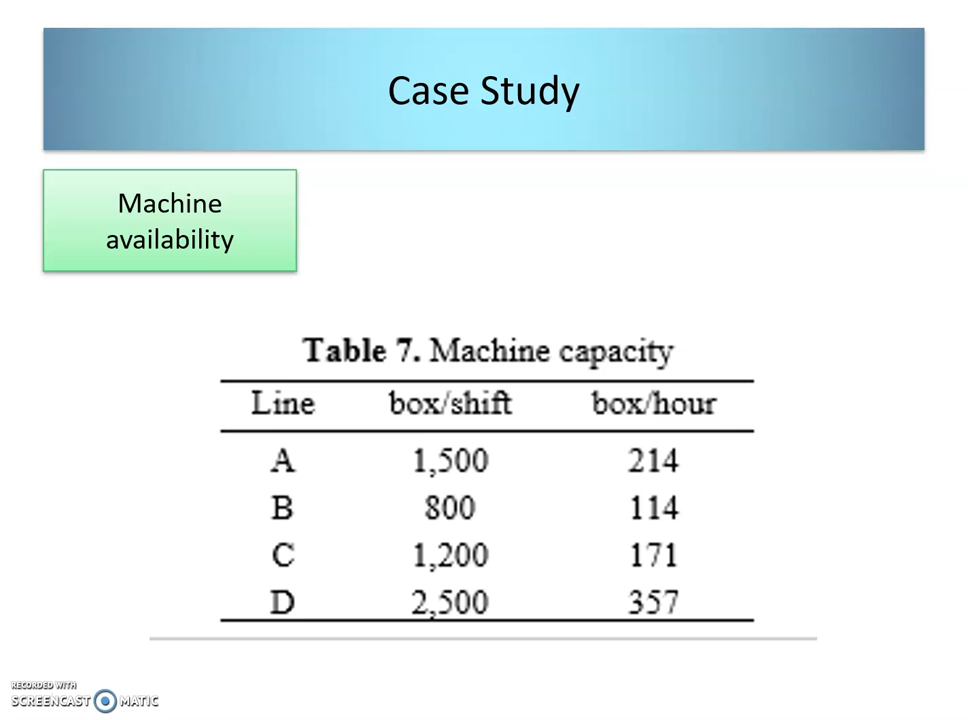 Case Study
Machine
availability
Table 7. Machine capacity
Line box/shift box/hour
A 1,500 214
B 800 114
C 1,200 171
D 2,500 357
RECORDED WITH
SCREENCAST MATIC